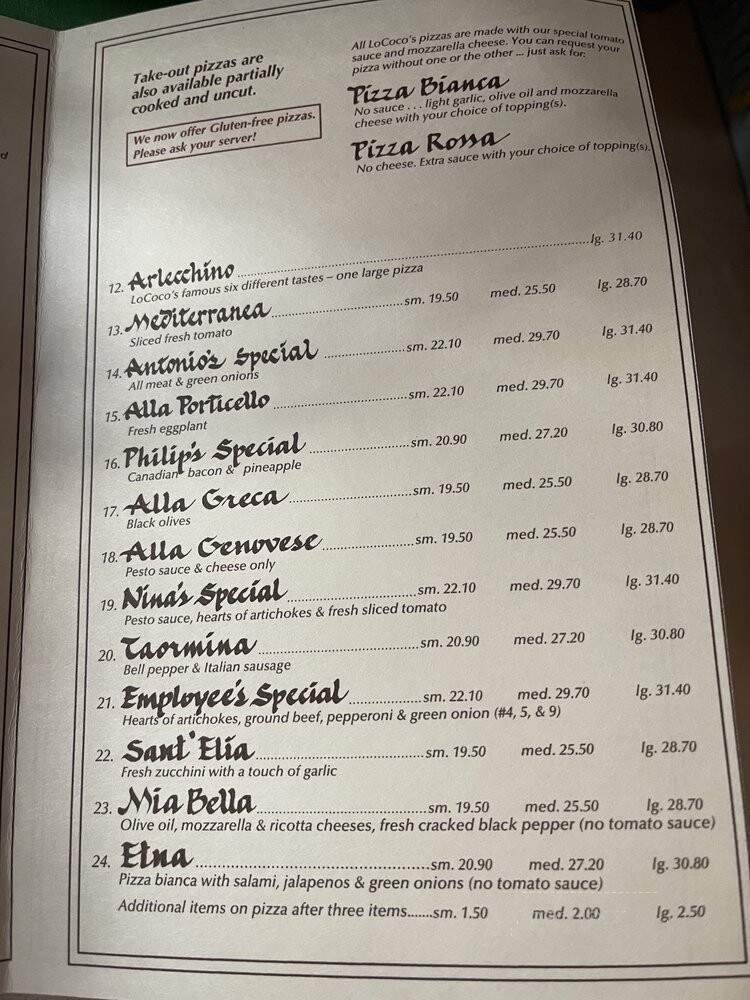 Take-out pizzas are
also available partially
cooked and uncut.
We now offer Gluten-free pizzas.
Please ask your server!
All LoCoco's pizzas are made with our special tomato
sauce and mozzarella cheese. You can request your
pizza without one or the other ... just ask for:
Pizza Bianca
No sauce . . . light garlic, olive oil and mozzarella
cheese with your choice of topping(s).
Pizza Rossa
No cheese. Extra sauce with your choice of topping(s).
12. Arlecchino lg. 31.40
LoCoco's famous six different tastes – one large pizza
13. Mediterranea sm. 19.50 med. 25.50 lg. 28.70
Sliced fresh tomato
14. Antonio's Special sm. 22.10 med. 29.70 lg. 31.40
All meat & green onions
15. Alla Porticello sm. 22.10 med. 29.70 lg. 31.40
Fresh eggplant
16. Philip's Special sm. 20.90 med. 27.20 lg. 30.80
Canadian bacon & pineapple
17. Alla Greca sm. 19.50 med. 25.50 lg. 28.70
Black olives
18. Alla Genovese sm. 19.50 med. 25.50 lg. 28.70
Pesto sauce & cheese only
19. Nina's Special sm. 22.10 med. 29.70 lg. 31.40
Pesto sauce, hearts of artichokes & fresh sliced tomato
20. Taormina sm. 20.90 med. 27.20 lg. 30.80
Bell pepper & Italian sausage
21. Employee's Special sm. 22.10 med. 29.70 lg. 31.40
Hearts of artichokes, ground beef, pepperoni & green onion (#4, 5, & 9)
22. Sant'Elia sm. 19.50 med. 25.50 lg. 28.70
Fresh zucchini with a touch of garlic
23. Mia Bella sm. 19.50 med. 25.50 lg. 28.70
Olive oil, mozzarella & ricotta cheeses, fresh cracked black pepper (no tomato sauce)
24. Etna sm. 20.90 med. 27.20 lg. 30.80
Pizza bianca with salami, jalapenos & green onions (no tomato sauce)
Additional items on pizza after three items.......sm. 1.50 med. 2.00 lg. 2.50